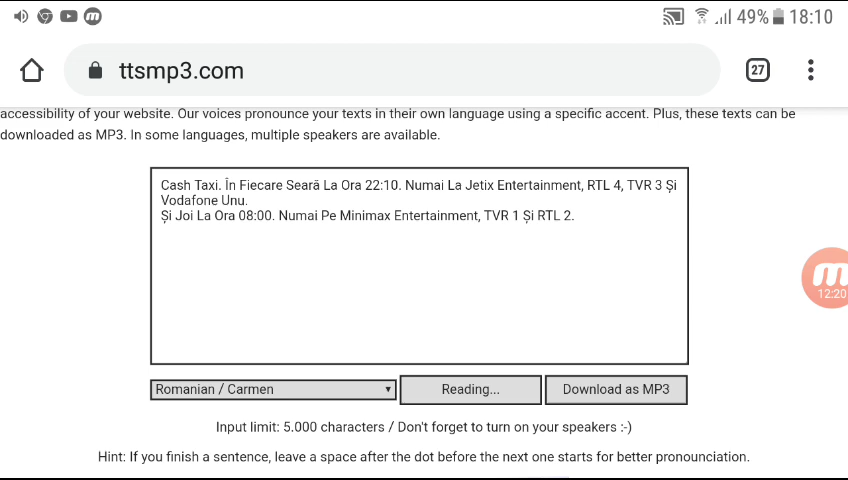 49% 18:10
ttsmp3.com
27
accessibility of your website. Our voices pronounce your texts in their own language using a specific accent. Plus, these texts can be
downloaded as MP3. In some languages, multiple speakers are available.
Cash Taxi. În Fiecare Seară La Ora 22:10. Numai La Jetix Entertainment, RTL 4, TVR 3 Și
Vodafone Unu.
Și Joi La Ora 08:00. Numai Pe Minimax Entertainment, TVR 1 Și RTL 2.
12:20
Romanian / Carmen
Reading...
Download as MP3
Input limit: 5.000 characters / Don't forget to turn on your speakers :-)
Hint: If you finish a sentence, leave a space after the dot before the next one starts for better pronounciation.